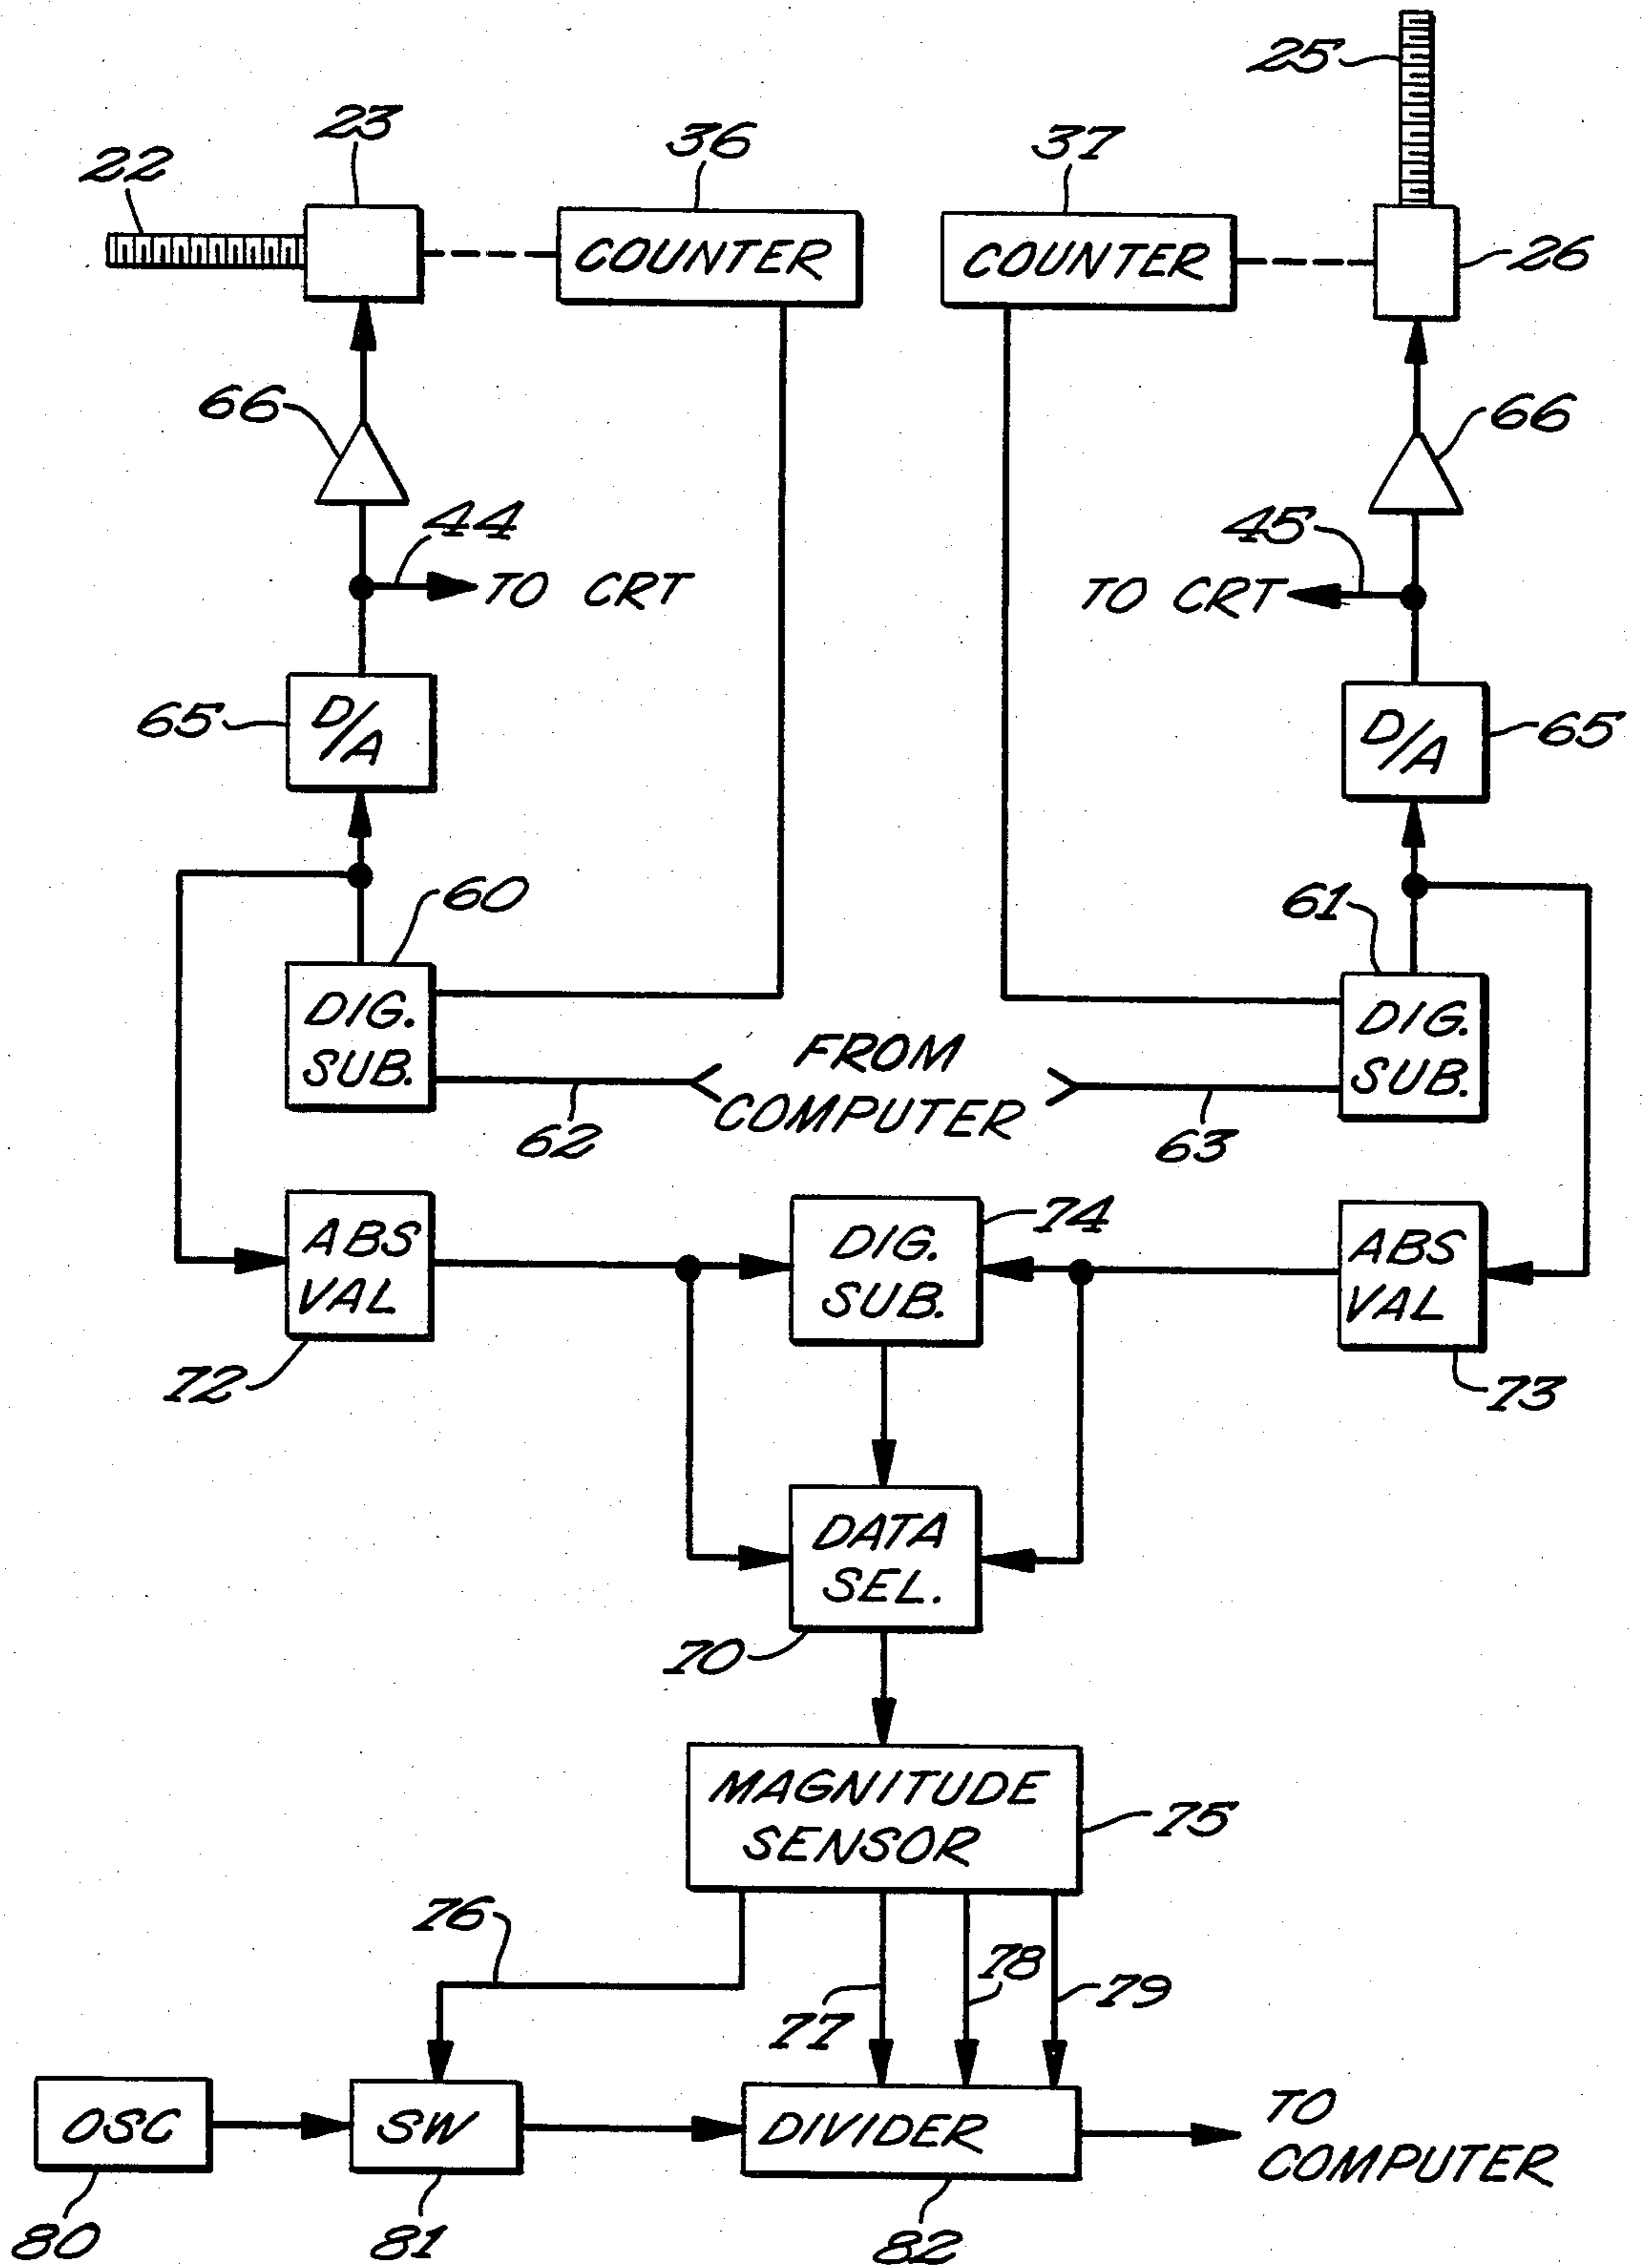 25
23
36
37
22
26
COUNTER
COUNTER
66
66
44
45
TO CRT
TO CRT
65
D/A
D/A
65
60
61
DIG.
SUB.
DIG.
SUB.
FROM
COMPUTER
62
63
ABS
VAL
74
DIG.
SUB.
ABS
VAL
72
73
DATA
SEL.
70
MAGNITUDE
SENSOR
75
76
77
78
79
OSC
SW
DIVIDER
TO
COMPUTER
80
81
82